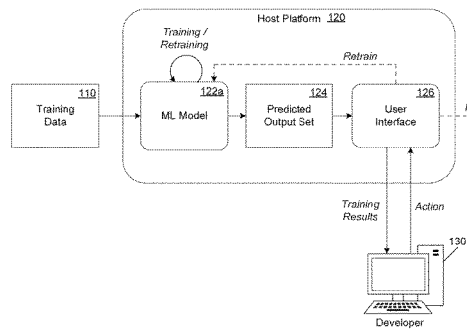 Host Platform 120
Training /
Retraining
Retrain
110
Training
Data
122a
ML Model
124
Predicted
Output Set
126
User
Interface
Training
Results
Action
130
Developer